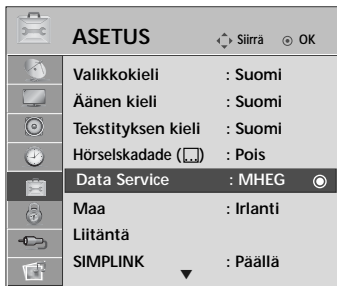 ASETUS Siirrä OK
Valikkokieli : Suomi
Äänen kieli : Suomi
Tekstityksen kieli : Suomi
Hörselskadade ( ) : Pois
Data Service : MHEG
Maa : Irlanti
Liitäntä
SIMPLINK : Päällä